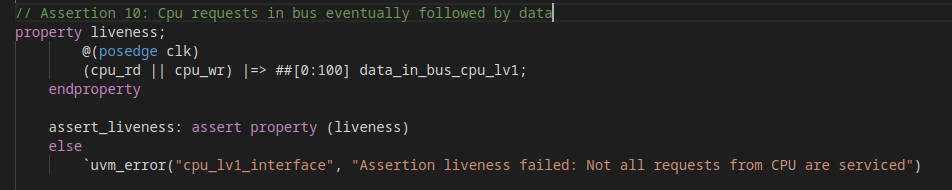 // Assertion 10: Cpu requests in bus eventually followed by data
property liveness;
@(posedge clk)
(cpu_rd || cpu_wr) |=> ##[0:100] data_in_bus_cpu_lv1;
endproperty
assert_liveness: assert property (liveness)
else
`uvm_error("cpu_lv1_interface", "Assertion liveness failed: Not all requests from CPU are serviced")